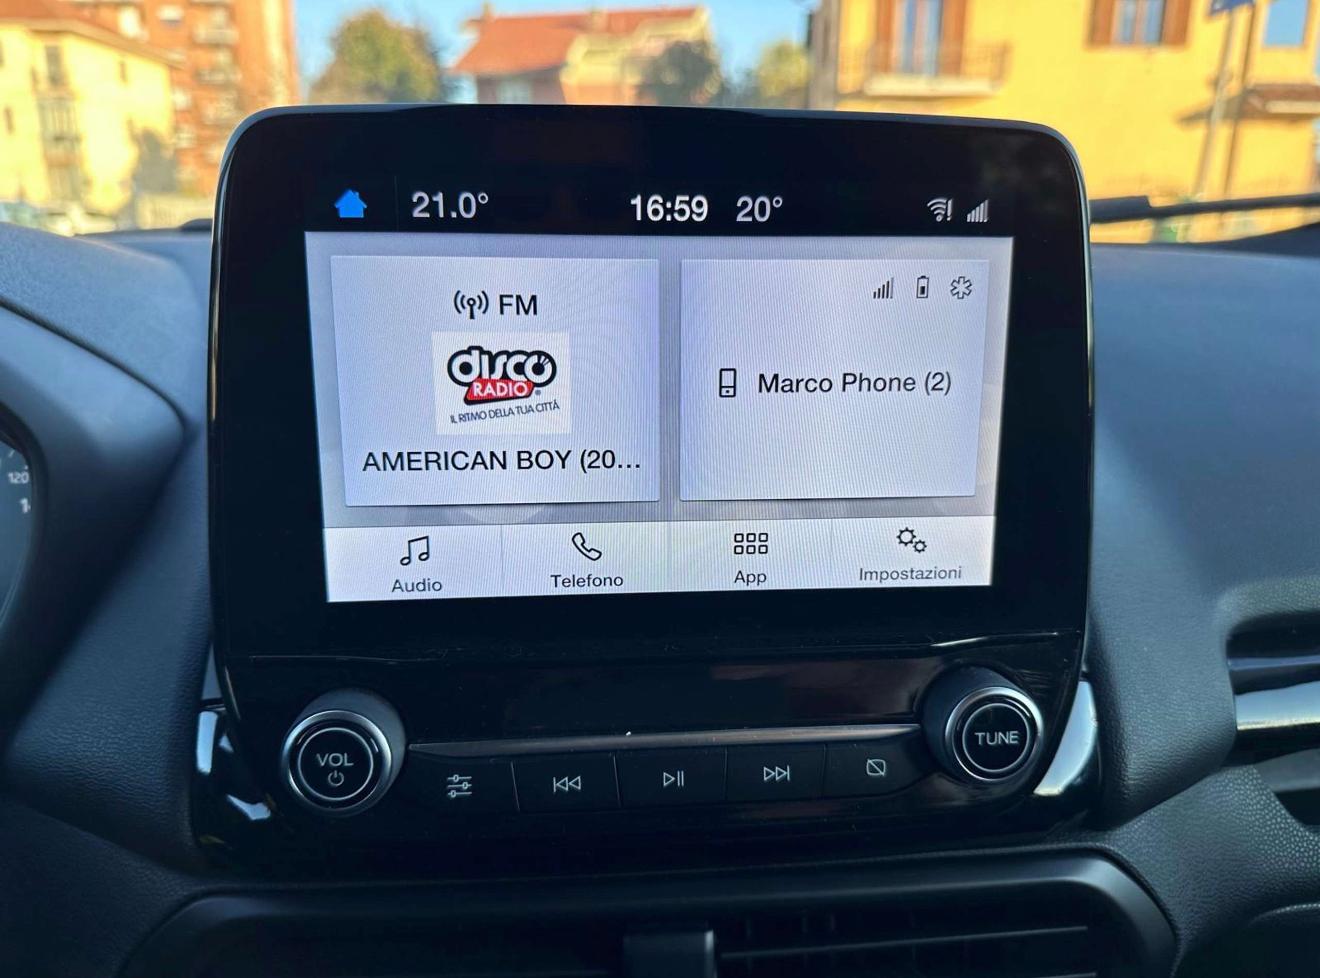 21.0° 16:59 20°
FM
disco
RADIO
IL RITMO DELLA TUA CITTÀ
AMERICAN BOY (20...
Marco Phone (2)
Audio Telefono App Impostazioni
VOL
TUNE
120